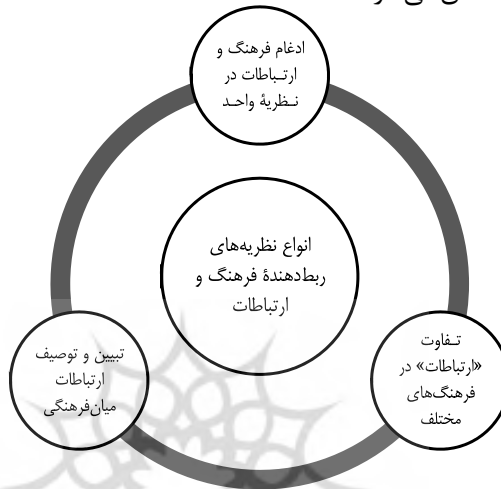 ادغام فرهنگ و
ارتباطات در
نظریهٔ واحد
انواع نظریه‌های
ربط‌دهندهٔ فرهنگ و
ارتباطات
تفاوت
«ارتباطات» در
فرهنگ‌های
مختلف
تبیین و توصیف
ارتباطات
میان‌فرهنگی